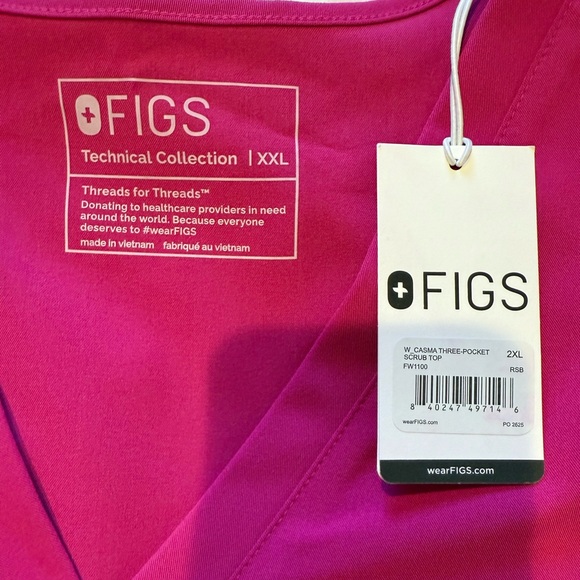 FIGS
Technical Collection | XXL
Threads for Threads™
Donating to healthcare providers in need
around the world. Because everyone
deserves to #wearFIGS
made in vietnam fabriqué au vietnam
FIGS
W_CASMA THREE-POCKET 2XL
SCRUB TOP
FW1100 RSB
8 40247 49714 6
wearFIGS.com PO 2625
wearFIGS.com